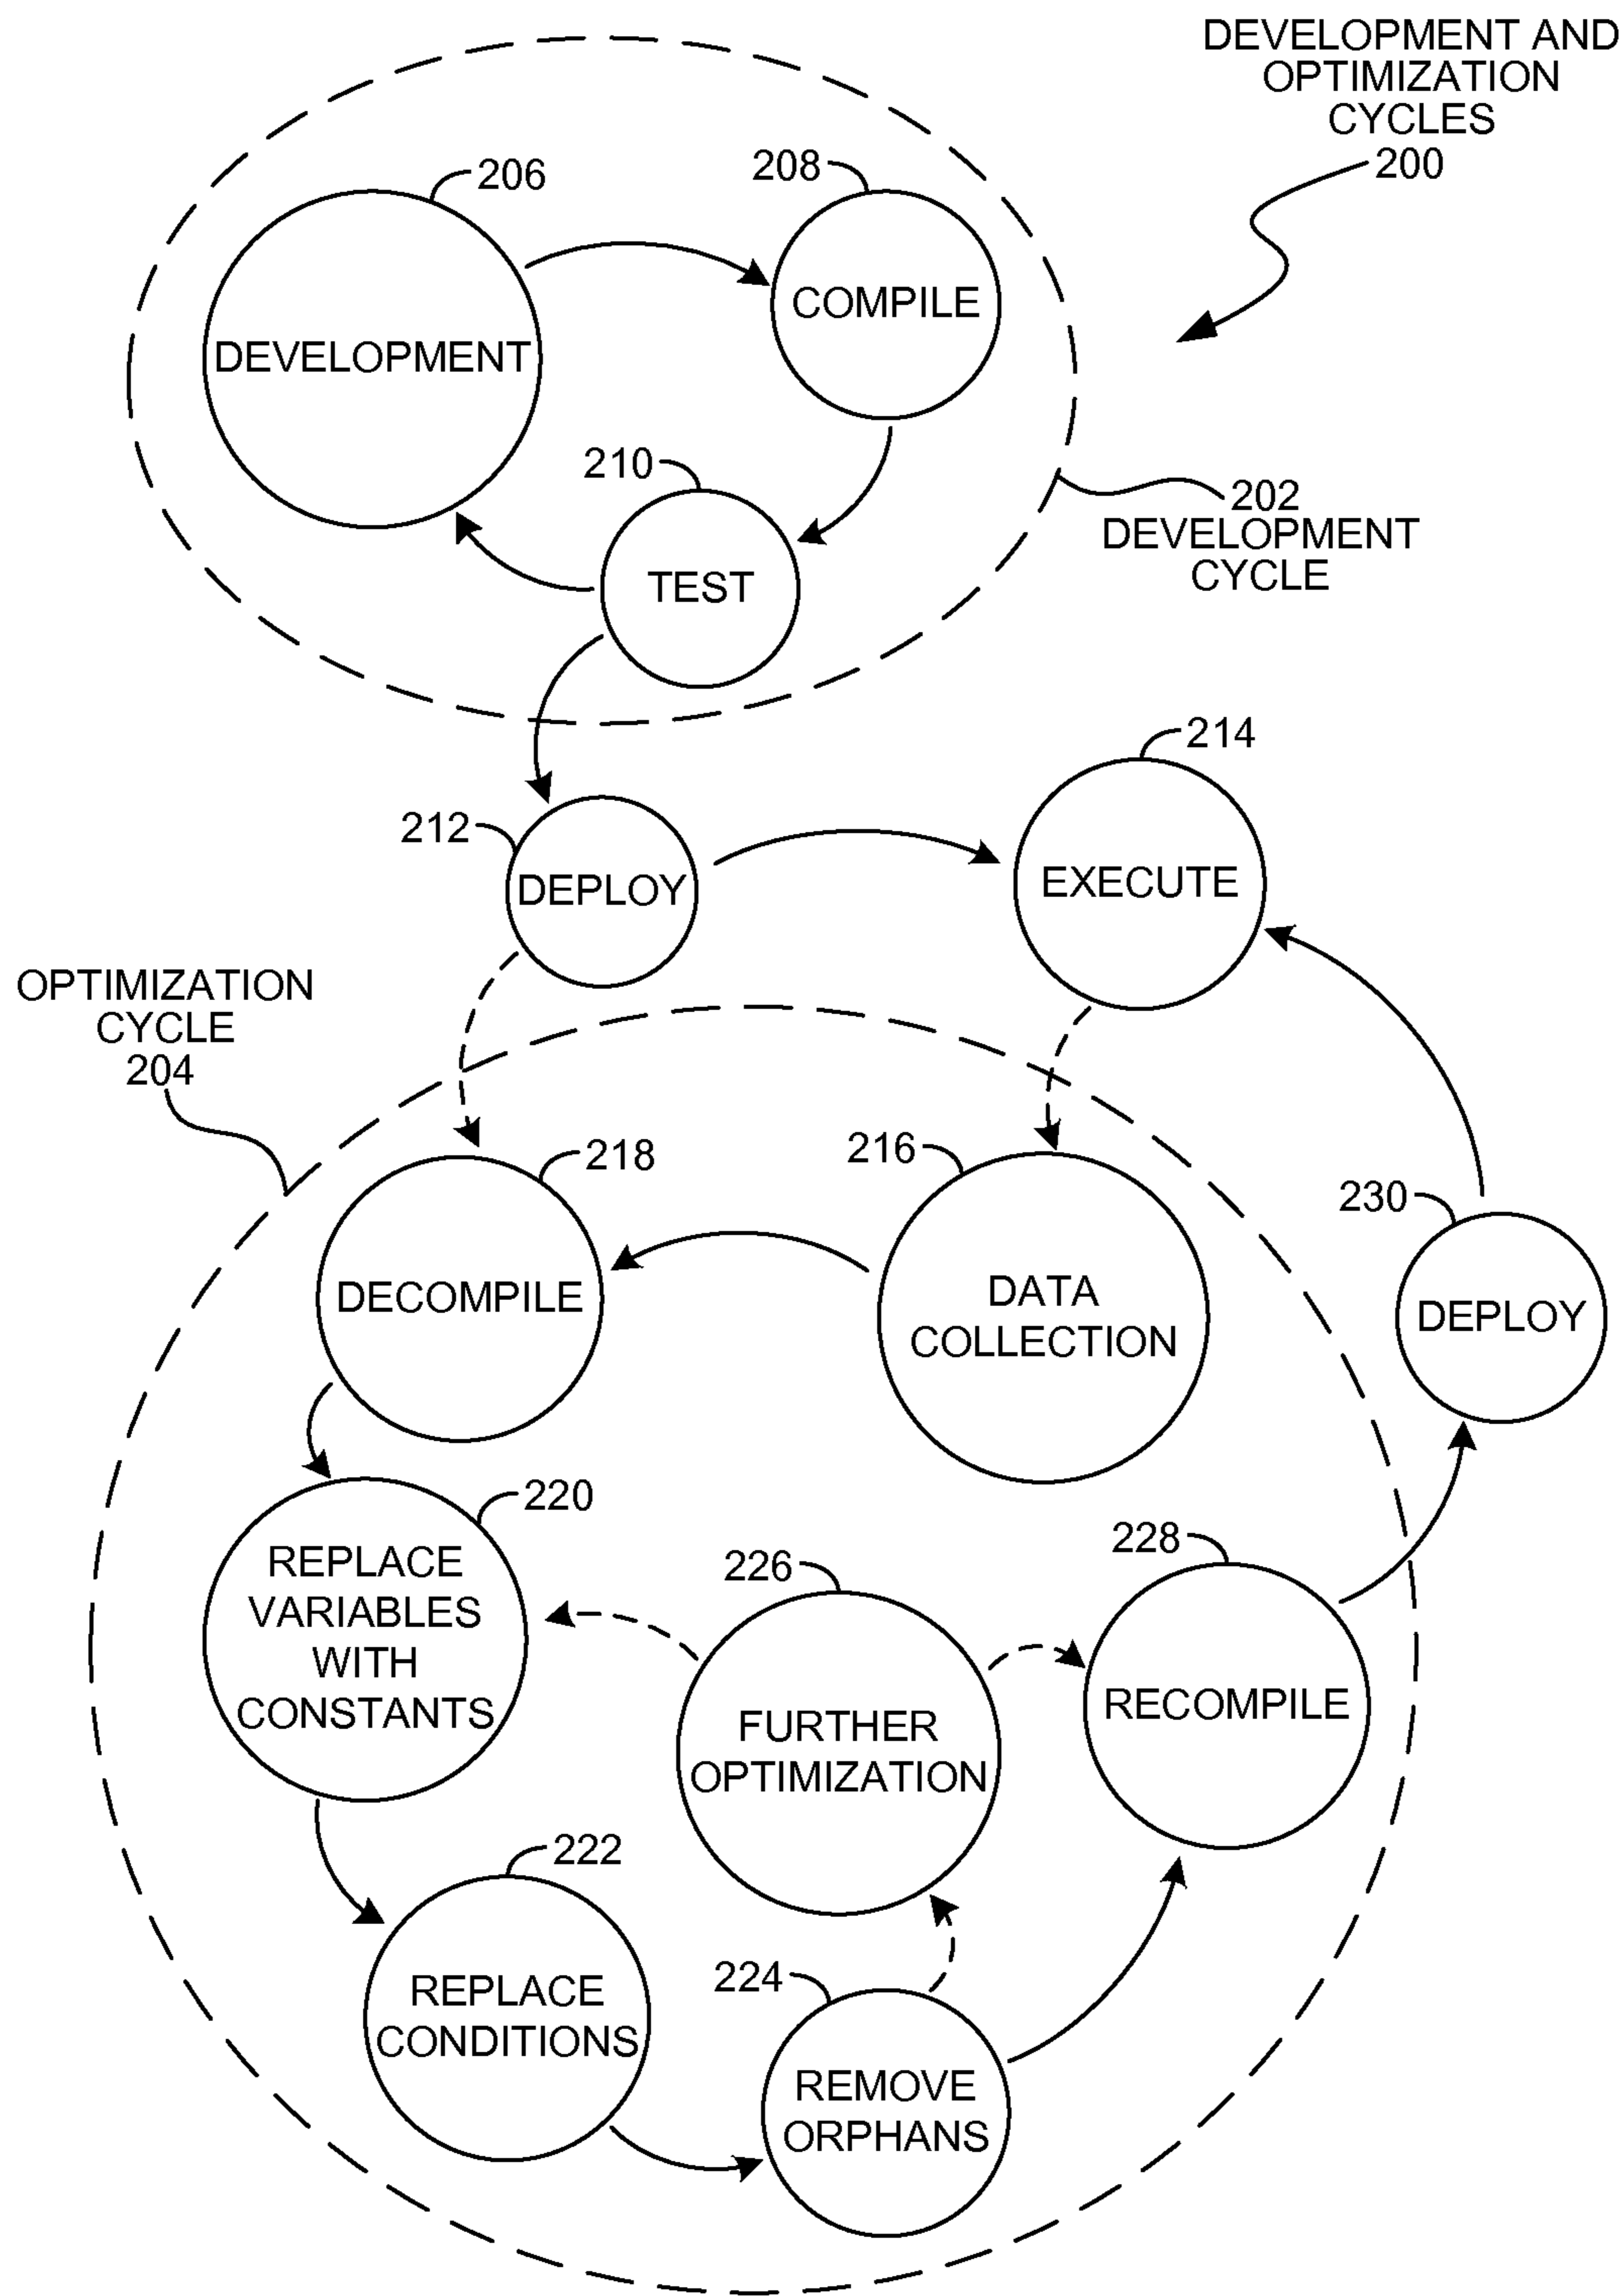 DEVELOPMENT AND
OPTIMIZATION
CYCLES
200
206
208
DEVELOPMENT
COMPILE
210
TEST
202
DEVELOPMENT
CYCLE
212
DEPLOY
214
EXECUTE
OPTIMIZATION
CYCLE
204
218
DECOMPILE
216
DATA
COLLECTION
230
DEPLOY
220
REPLACE
VARIABLES
WITH
CONSTANTS
226
FURTHER
OPTIMIZATION
228
RECOMPILE
222
REPLACE
CONDITIONS
224
REMOVE
ORPHANS